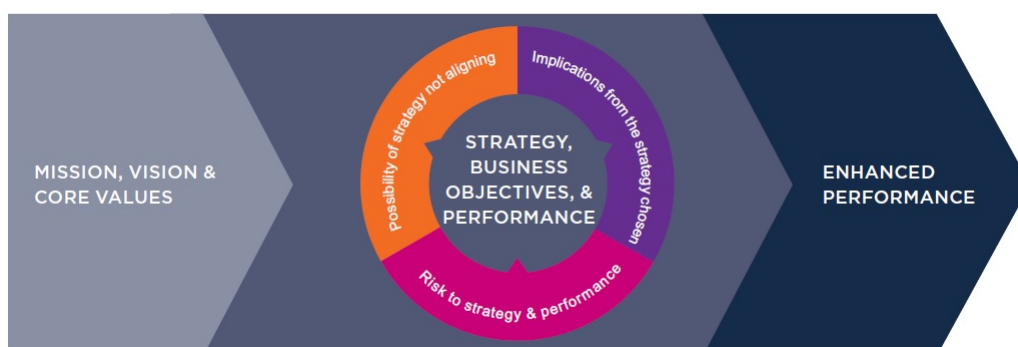 MISSION, VISION &
CORE VALUES
Possibility of strategy not aligning
Implications from the strategy chosen
STRATEGY,
BUSINESS
OBJECTIVES, &
PERFORMANCE
Risk to strategy & performance
ENHANCED
PERFORMANCE